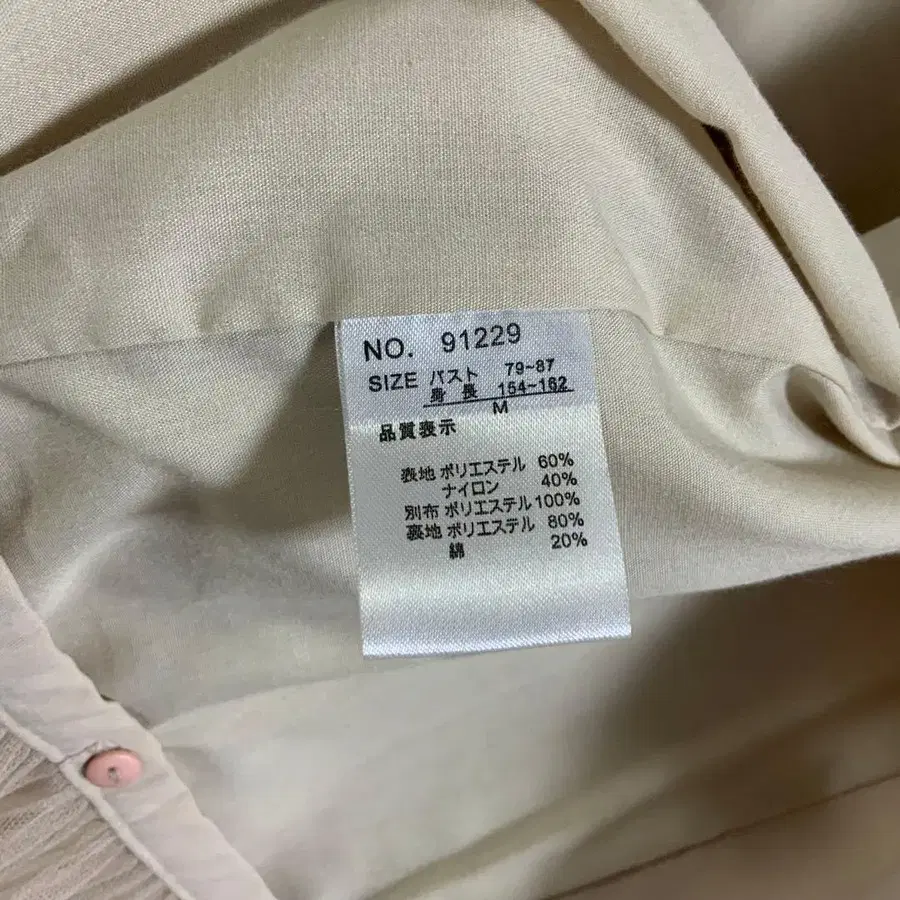 NO. 91229
SIZE バスト 79~87
身長 154-162
M
品質表示
表地 ポリエステル 60%
ナイロン 40%
別布 ポリエステル 100%
裏地 ポリエステル 80%
綿 20%